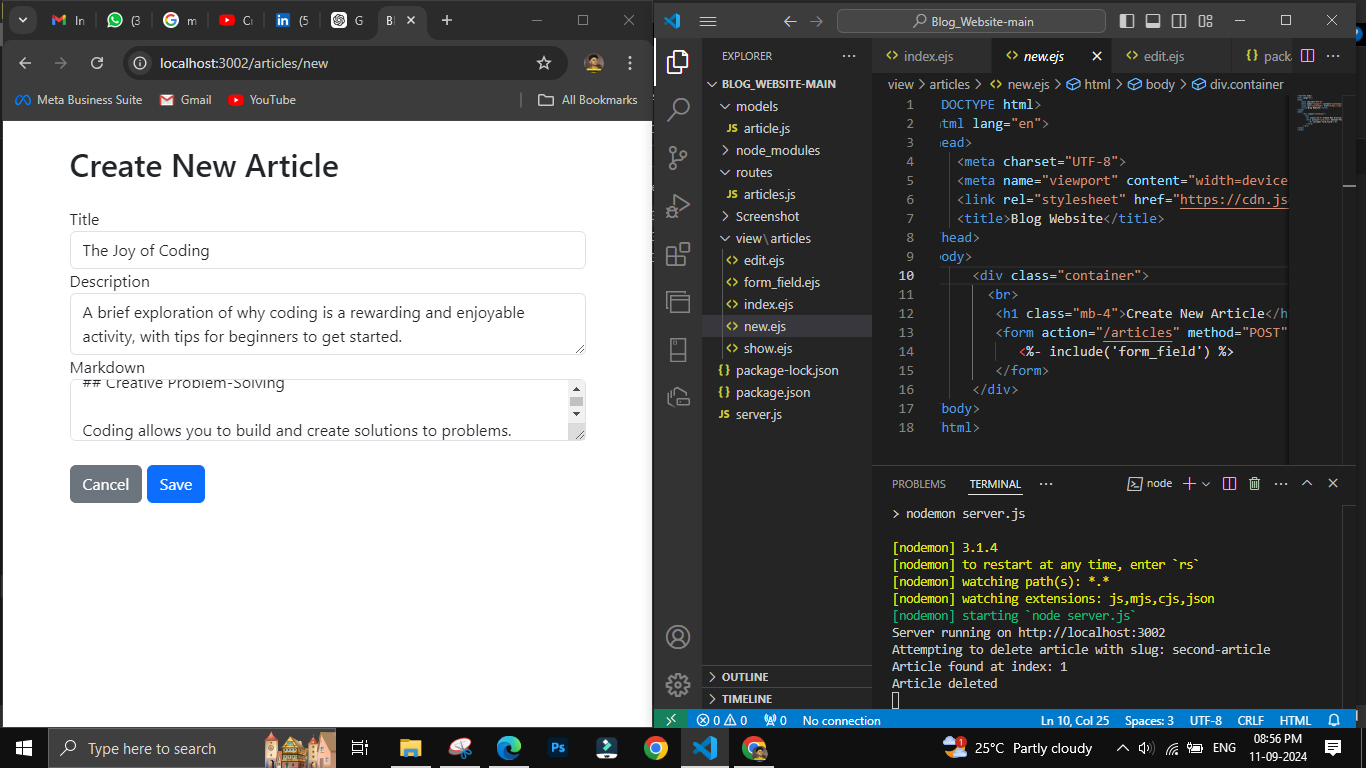 In
(3
m
C
(5
G
Bl
localhost:3002/articles/new
Meta Business Suite
Gmail
YouTube
All Bookmarks
Create New Article
Title
The Joy of Coding
Description
A brief exploration of why coding is a rewarding and enjoyable
activity, with tips for beginners to get started.
Markdown
## Creative Problem-Solving
Coding allows you to build and create solutions to problems.
Cancel Save
Blog_Website-main
EXPLORER
BLOG_WEBSITE-MAIN
models
JS article.js
node_modules
routes
JS articles.js
Screenshot
view\articles
<> edit.ejs
<> form_field.ejs
<> index.ejs
<> new.ejs
<> show.ejs
{} package-lock.json
{} package.json
JS server.js
OUTLINE
TIMELINE
<> index.ejs <> new.ejs <> edit.ejs {} pack
view > articles > <> new.ejs > html > body > div.container
1 DOCTYPE html>
2 tml lang="en">
3 ead>
4 <meta charset="UTF-8">
5 <meta name="viewport" content="width=device
6 <link rel="stylesheet" href="https://cdn.js
7 <title>Blog Website</title>
8 head>
9 ody>
10 <div class="container">
11 <br>
12 <h1 class="mb-4">Create New Article</h
13 <form action="/articles" method="POST"
14 <%- include('form_field') %>
15 </form>
16 </div>
17 body>
18 html>
PROBLEMS TERMINAL
node
> nodemon server.js
[nodemon] 3.1.4
[nodemon] to restart at any time, enter `rs`
[nodemon] watching path(s): *.*
[nodemon] watching extensions: js,mjs,cjs,json
[nodemon] starting `node server.js`
Server running on http://localhost:3002
Attempting to delete article with slug: second-article
Article found at index: 1
Article deleted
0 0 0 No connection Ln 10, Col 25 Spaces: 3 UTF-8 CRLF HTML
Type here to search
Ps
1
25°C Partly cloudy
ENG
08:56 PM
11-09-2024